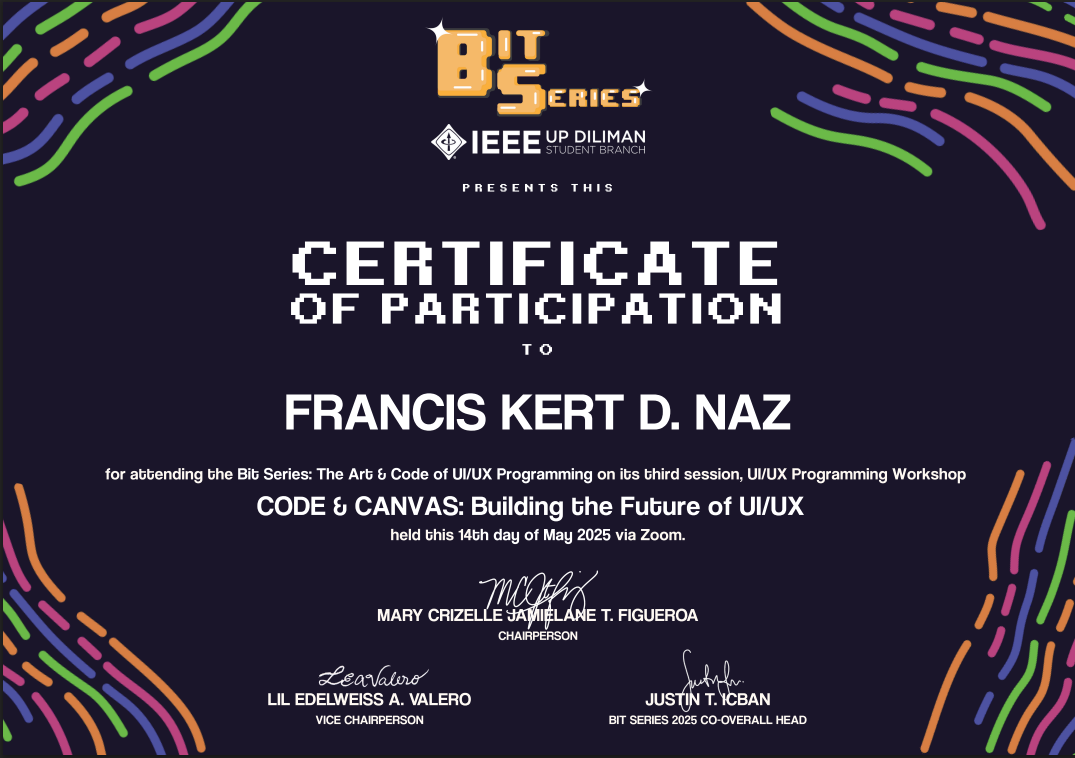 BIT
SERIES
IEEE UP DILIMAN
STUDENT BRANCH
PRESENTS THIS
CERTIFICATE
OF PARTICIPATION
TO
FRANCIS KERT D. NAZ
for attending the Bit Series: The Art & Code of UI/UX Programming on its third session, UI/UX Programming Workshop
CODE & CANVAS: Building the Future of UI/UX
held this 14th day of May 2025 via Zoom.
MARY CRIZELLE JAMIELANE T. FIGUEROA
CHAIRPERSON
LeaValero
LIL EDELWEISS A. VALERO
VICE CHAIRPERSON
JUSTIN T. ICBAN
BIT SERIES 2025 CO-OVERALL HEAD